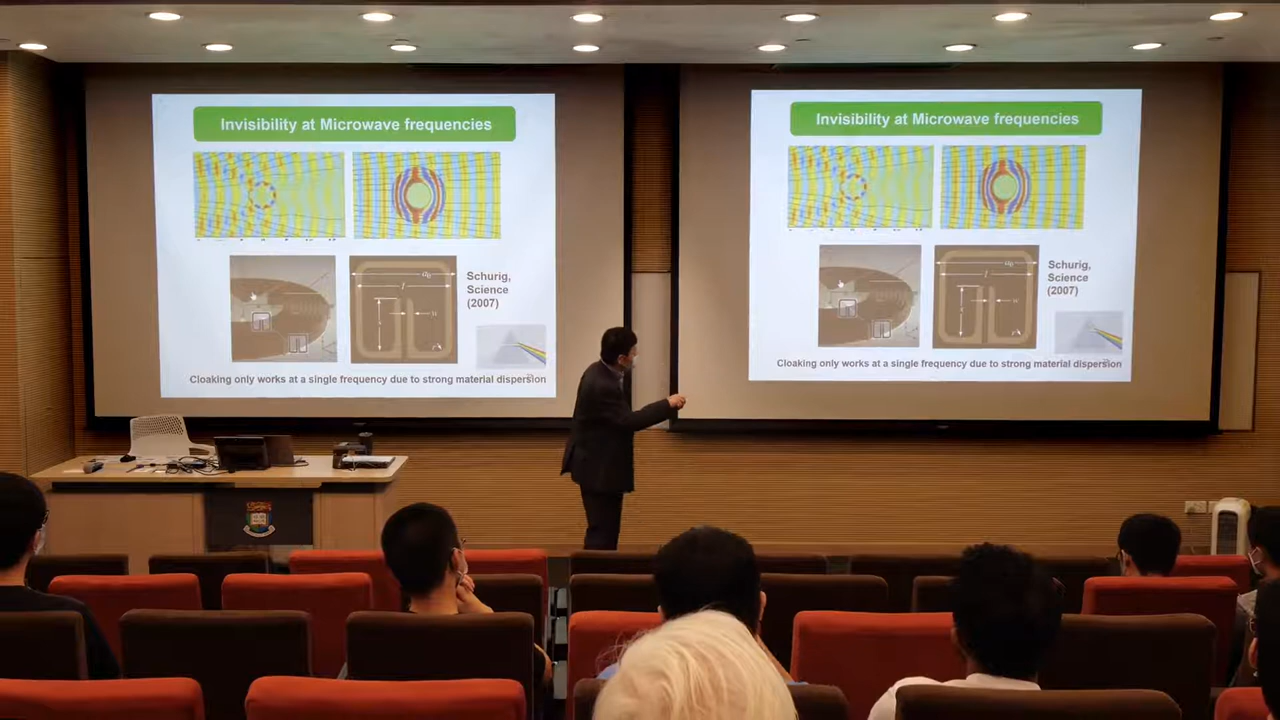 Invisibility at Microwave frequencies
Schurig,
Science
(2007)
Cloaking only works at a single frequency due to strong material dispersion
Invisibility at Microwave frequencies
Schurig,
Science
(2007)
Cloaking only works at a single frequency due to strong material dispersion